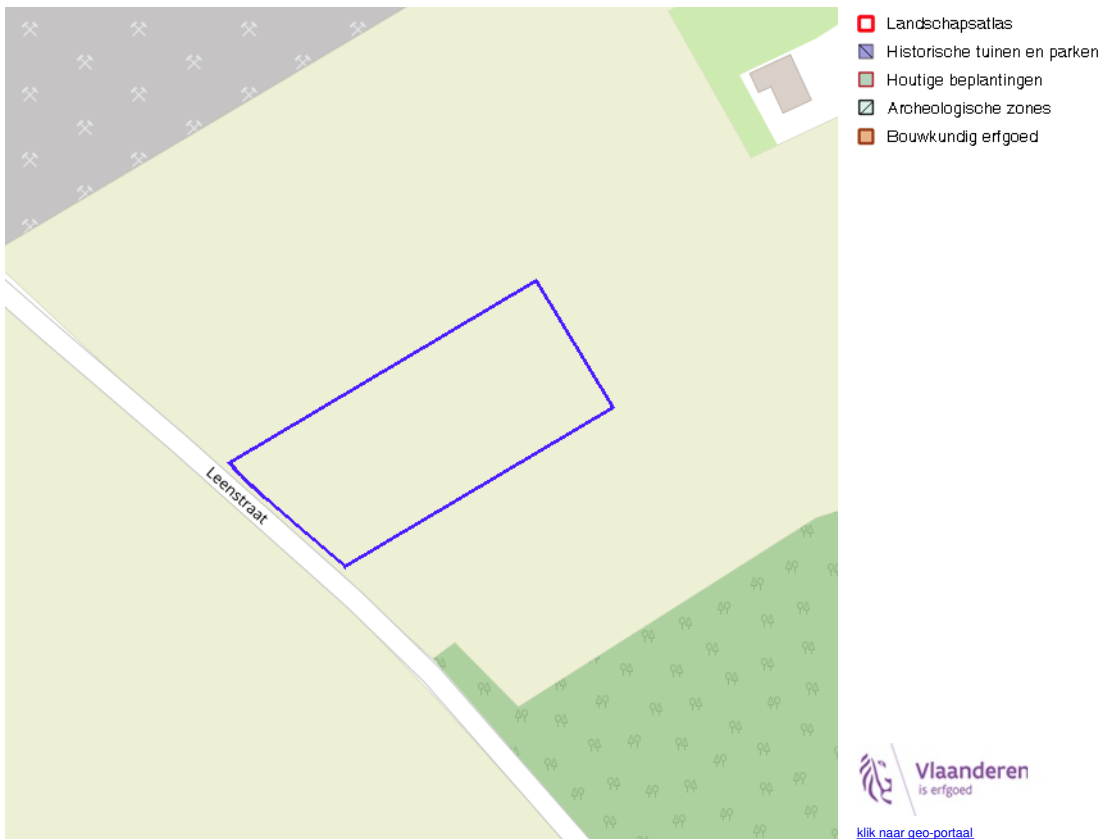 Landschapsatlas
Historische tuinen en parken
Houtige beplantingen
Archeologische zones
Bouwkundig erfgoed
Leenstraat
Vlaanderen
is erfgoed
klik naar geo-portaal